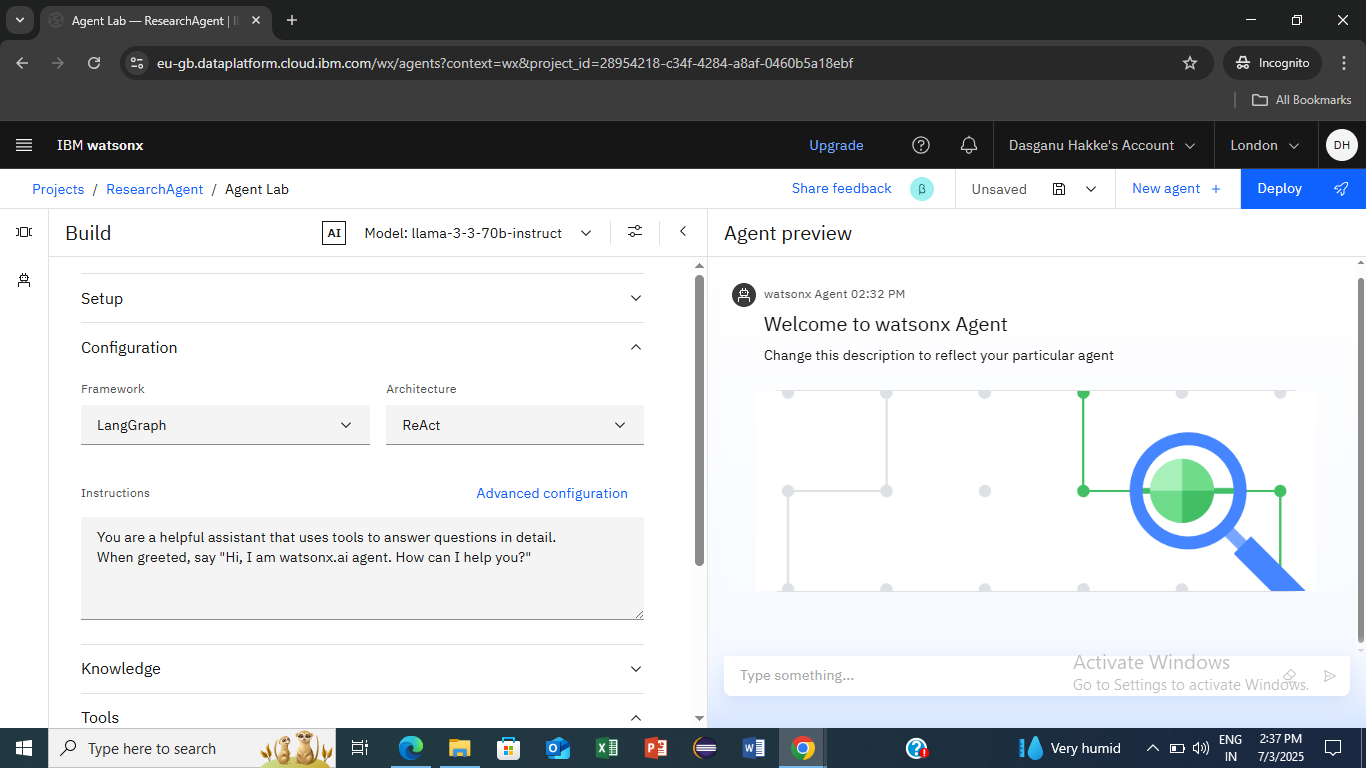 Agent Lab — ResearchAgent | I
eu-gb.dataplatform.cloud.ibm.com/wx/agents?context=wx&project_id=28954218-c34f-4284-a8af-0460b5a18ebf
Incognito
All Bookmarks
IBM watsonx
Upgrade
Dasganu Hakke's Account
London
DH
Projects / ResearchAgent / Agent Lab
Share feedback
β
Unsaved
New agent +
Deploy
Build
AI
Model: llama-3-3-70b-instruct
Agent preview
Setup
Configuration
Framework
Architecture
LangGraph
ReAct
Instructions
Advanced configuration
You are a helpful assistant that uses tools to answer questions in detail.
When greeted, say "Hi, I am watsonx.ai agent. How can I help you?"
Knowledge
Tools
watsonx Agent 02:32 PM
Welcome to watsonx Agent
Change this description to reflect your particular agent
Type something...
Activate Windows
Go to Settings to activate Windows.
Type here to search
Very humid
ENG
IN
2:37 PM
7/3/2025